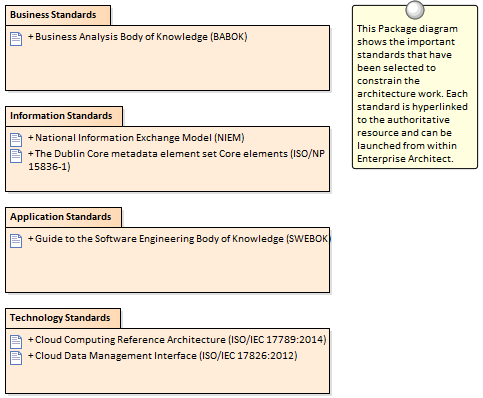 Business Standards
+ Business Analysis Body of Knowledge (BABOK)
Information Standards
+ National Information Exchange Model (NIEM)
+ The Dublin Core metadata element set Core elements (ISO/NP
15836-1)
Application Standards
+ Guide to the Software Engineering Body of Knowledge (SWEBOK)
Technology Standards
+ Cloud Computing Reference Architecture (ISO/IEC 17789:2014)
+ Cloud Data Management Interface (ISO/IEC 17826:2012)
This Package diagram
shows the important
standards that have
been selected to
constrain the
architecture work. Each
standard is hyperlinked
to the authoritative
resource and can be
launched from within
Enterprise Architect.